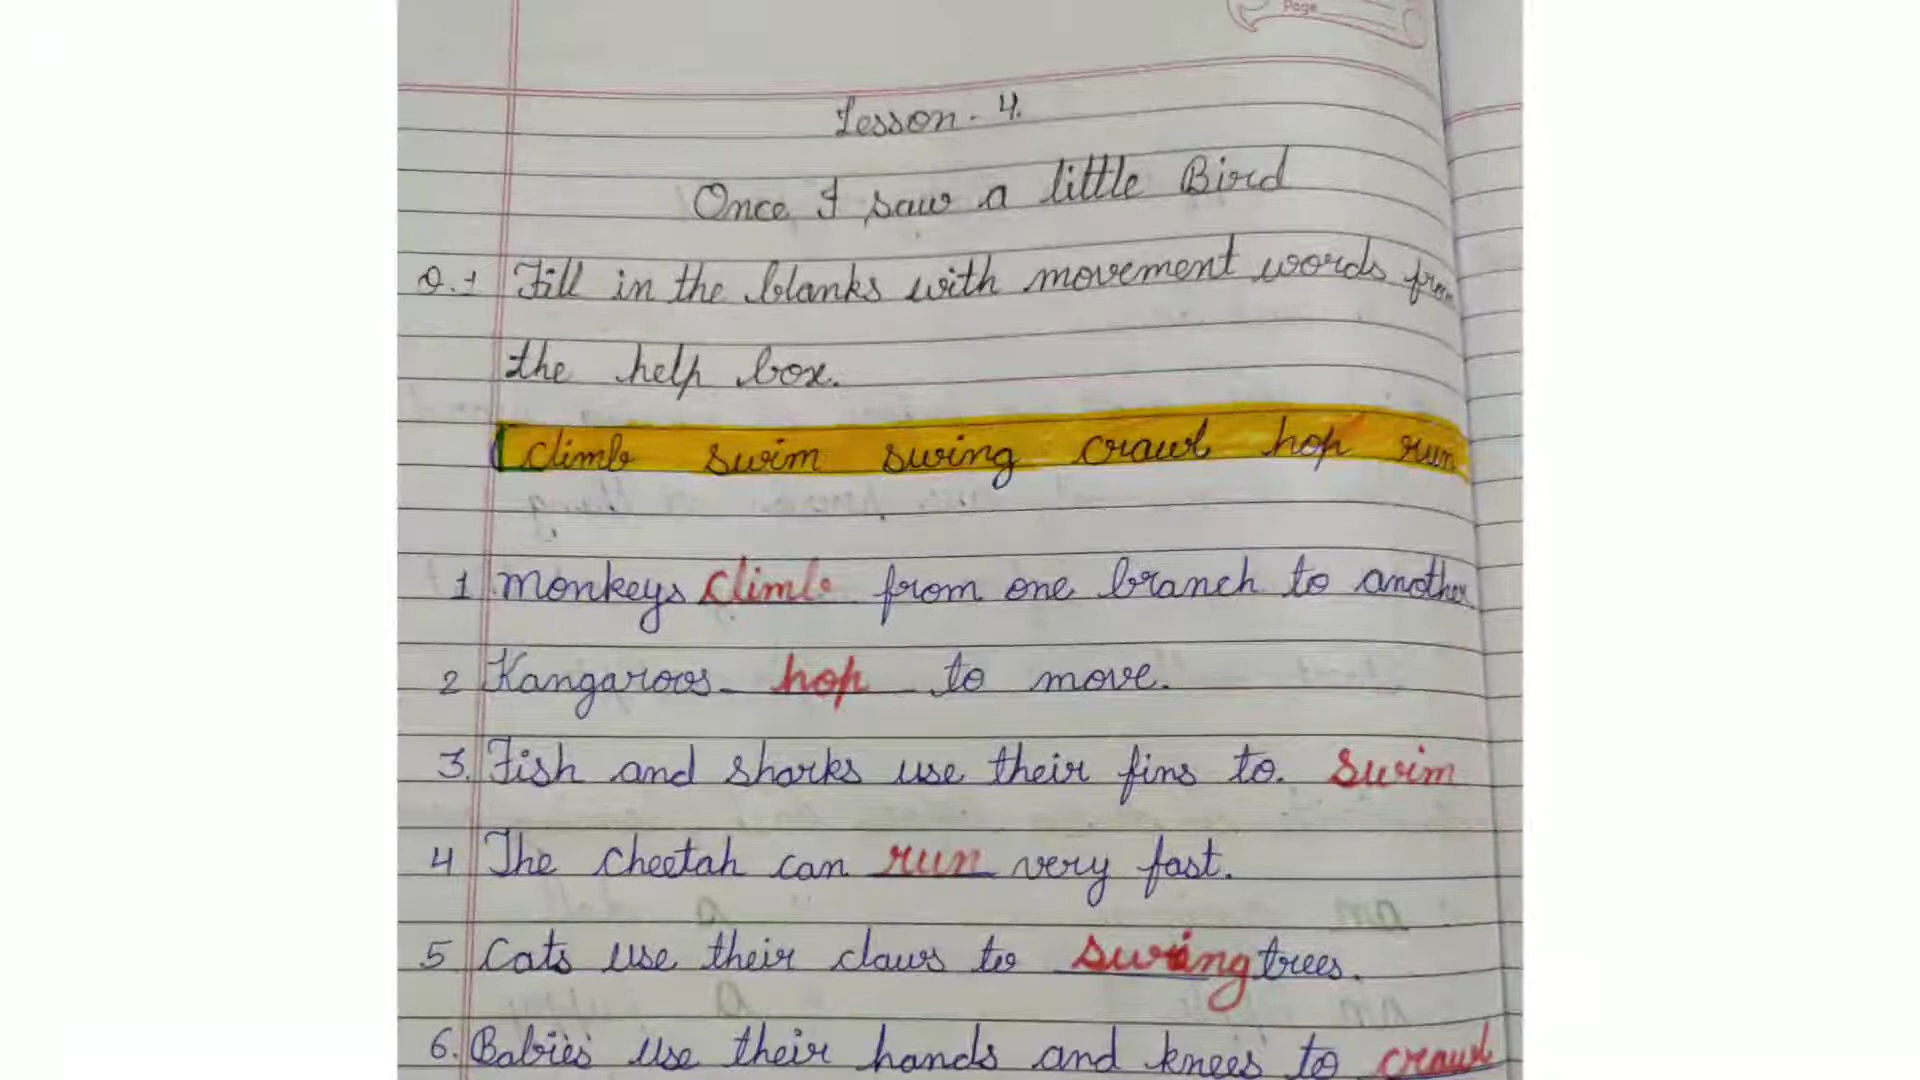 Page
Lesson - 4.
Once I saw a little Bird
Q.1 Fill in the blanks with movement words from
the help box.
climb swim swing crawl hop run
1 Monkeys climb from one branch to another
2 Kangaroos hop to move.
3. Fish and sharks use their fins to. swim
4 The cheetah can run very fast.
5 Cats use their claws to swing trees.
6. Babies use their hands and knees to crawl